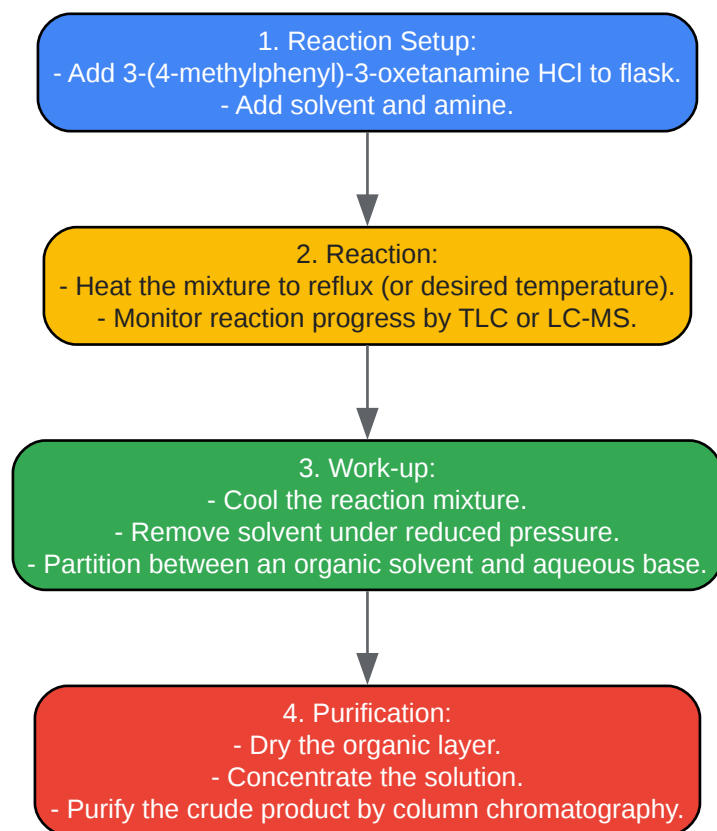 1. Reaction Setup:
- Add 3-(4-methylphenyl)-3-oxetanamine HCl to flask.
- Add solvent and amine.
2. Reaction:
- Heat the mixture to reflux (or desired temperature).
- Monitor reaction progress by TLC or LC-MS.
3. Work-up:
- Cool the reaction mixture.
- Remove solvent under reduced pressure.
- Partition between an organic solvent and aqueous base.
4. Purification:
- Dry the organic layer.
- Concentrate the solution.
- Purify the crude product by column chromatography.